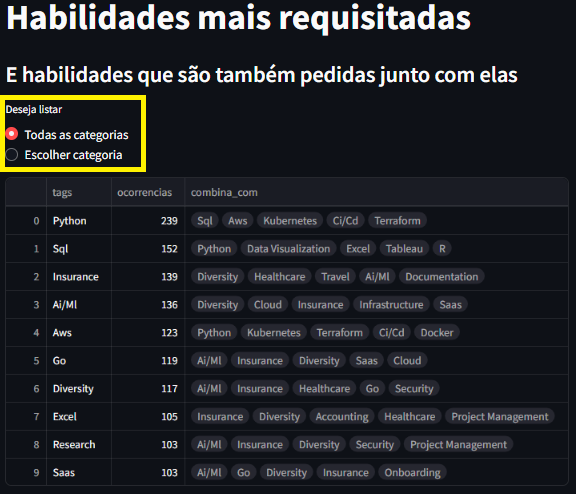 Habilidades mais requisitadas
E habilidades que são também pedidas junto com elas
Deseja listar
Todas as categorias
Escolher categoria
tags ocorrencias combina_com
0 Python 239 Sql Aws Kubernetes Ci/Cd Terraform
1 Sql 152 Python Data Visualization Excel Tableau R
2 Insurance 139 Diversity Healthcare Travel Ai/Ml Documentation
3 Ai/Ml 136 Diversity Cloud Insurance Infrastructure Saas
4 Aws 123 Python Kubernetes Terraform Ci/Cd Docker
5 Go 119 Ai/Ml Insurance Diversity Saas Cloud
6 Diversity 117 Ai/Ml Insurance Healthcare Go Security
7 Excel 105 Insurance Diversity Accounting Healthcare Project Management
8 Research 103 Ai/Ml Insurance Diversity Security Project Management
9 Saas 103 Ai/Ml Go Diversity Insurance Onboarding